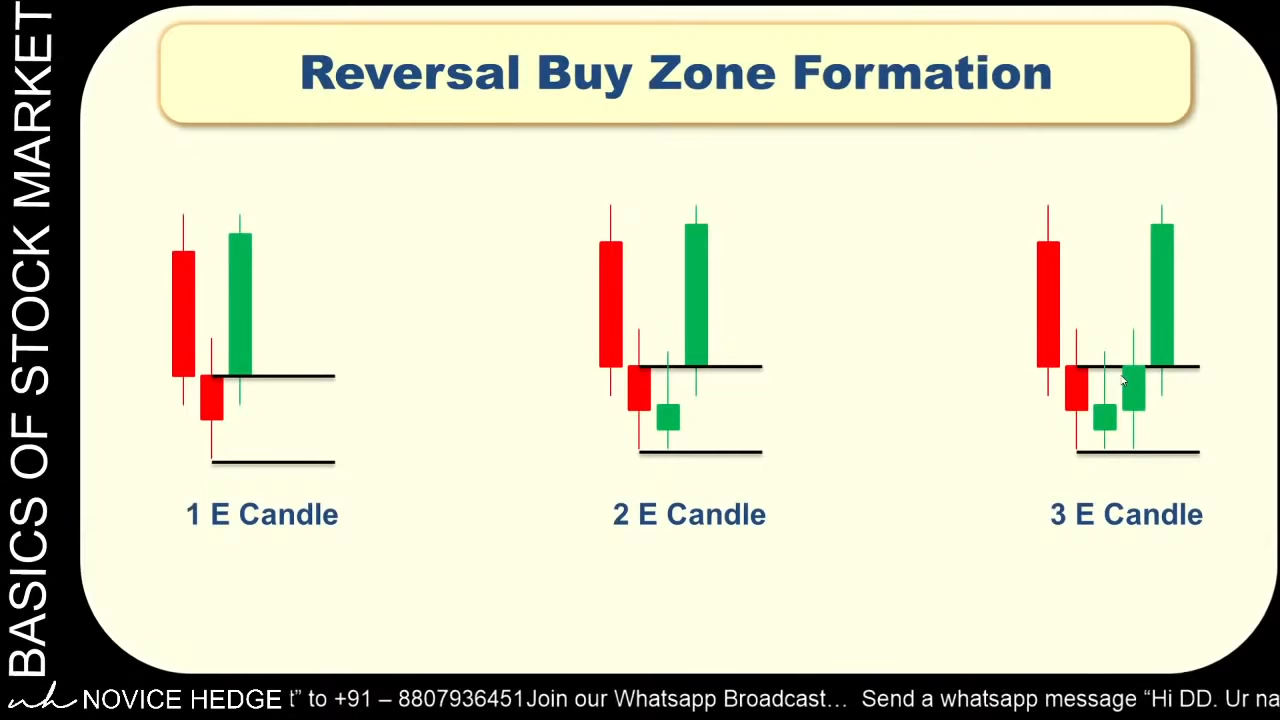 BASICS OF STOCK MARKET
Reversal Buy Zone Formation
1 E Candle
2 E Candle
3 E Candle
nh NOVICE HEDGE
t” to +91 – 8807936451Join our Whatsapp Broadcast… Send a whatsapp message “Hi DD. Ur na